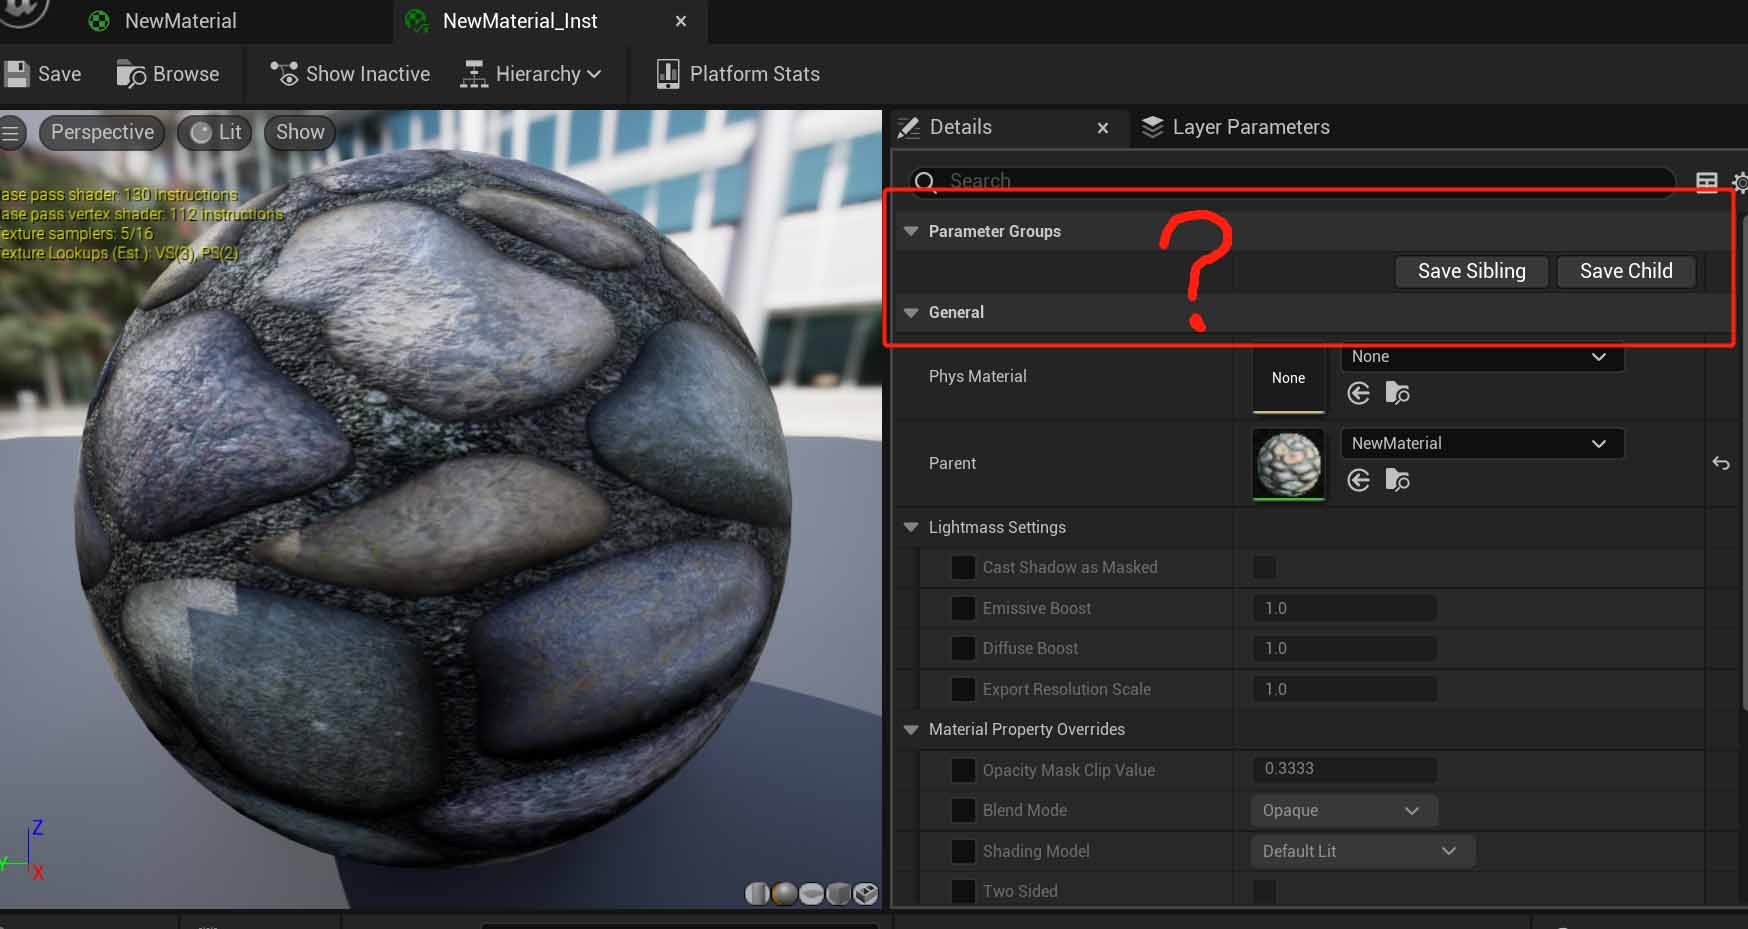 NewMaterial
NewMaterial_Inst
Save
Browse
Show Inactive
Hierarchy
Platform Stats
Perspective
Lit
Show
ase pass shader: 130 instructions
ase pass vertex shader: 112 instructions
exture samplers: 5/16
exture Lookups (Est.): VS(3), PS(2)
Z
Y
X
Details
Layer Parameters
Search
Parameter Groups
?
Save Sibling
Save Child
General
Phys Material
None
None
Parent
NewMaterial
Lightmass Settings
Cast Shadow as Masked
Emissive Boost
1.0
Diffuse Boost
1.0
Export Resolution Scale
1.0
Material Property Overrides
Opacity Mask Clip Value
0.3333
Blend Mode
Opaque
Shading Model
Default Lit
Two Sided